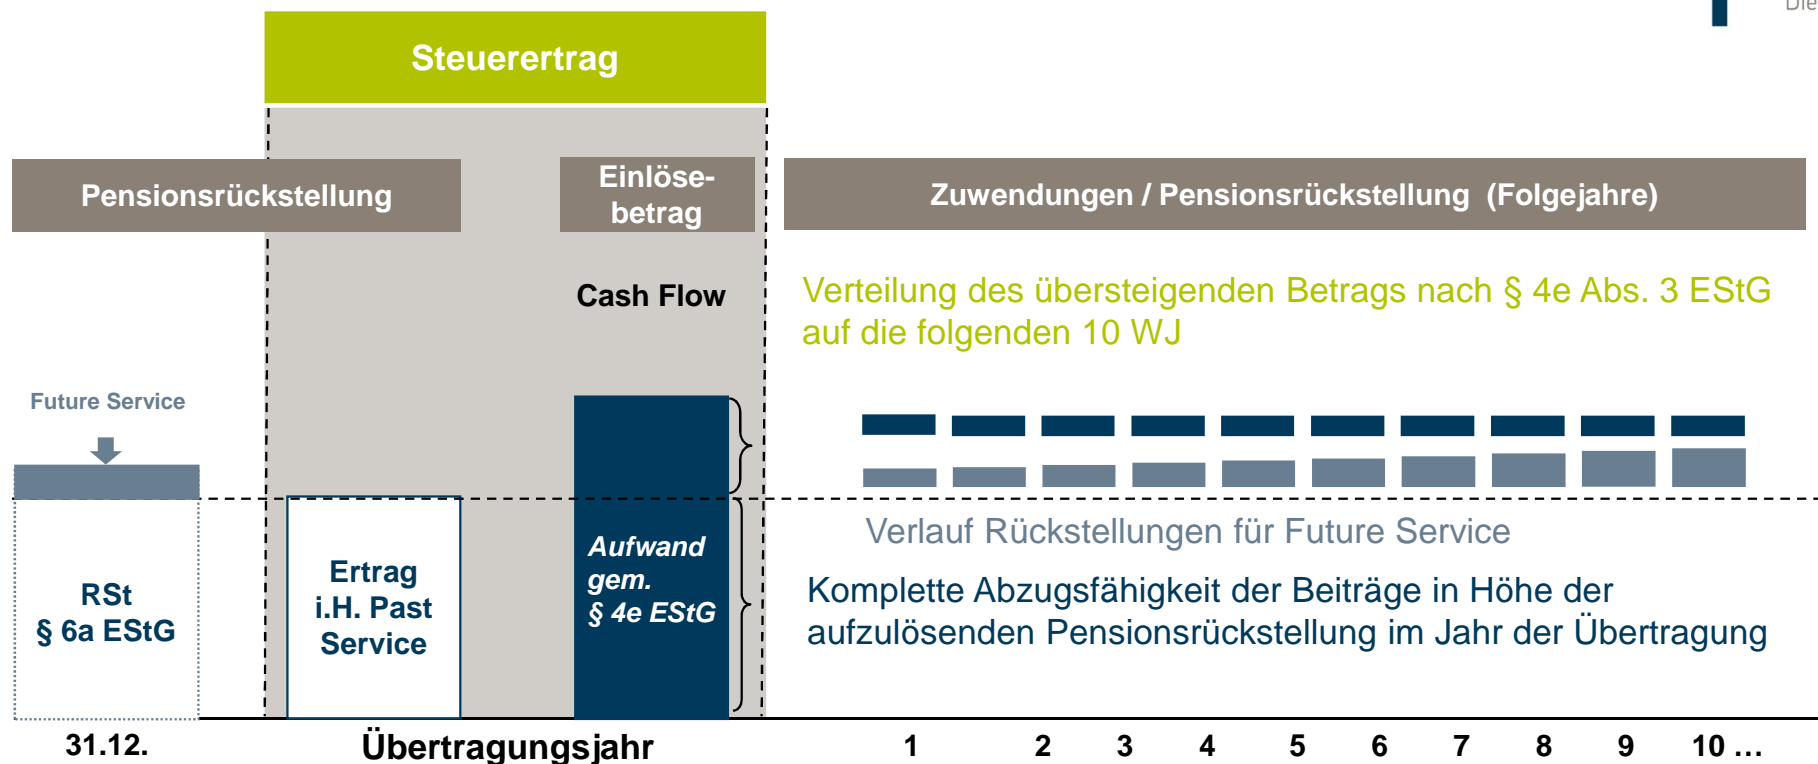 Die
Steuerertrag
Pensionsrückstellung
Einlöse-
betrag
Zuwendungen / Pensionsrückstellung (Folgejahre)
Cash Flow
Verteilung des übersteigenden Betrags nach § 4e Abs. 3 EStG
auf die folgenden 10 WJ
Future Service
RSt
§ 6a EStG
Ertrag
i.H. Past
Service
Aufwand
gem.
§ 4e EStG
Verlauf Rückstellungen für Future Service
Komplette Abzugsfähigkeit der Beiträge in Höhe der
aufzulösenden Pensionsrückstellung im Jahr der Übertragung
31.12.
Übertragungsjahr
1 2 3 4 5 6 7 8 9 10 …